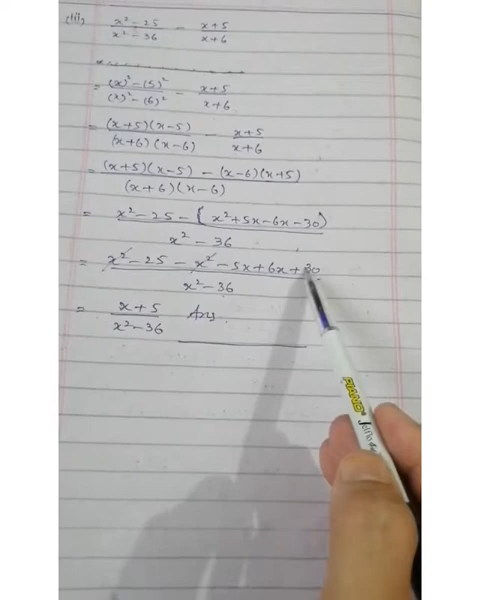 (iii), x² - 25 / x² - 36 - x + 5 / x + 6
= (x)² - (5)² / (x)² - (6)² - x + 5 / x + 6
= (x + 5) (x - 5) / (x + 6) (x - 6) - x + 5 / x + 6
= (x + 5) (x - 5) - (x - 6) (x + 5) / (x + 6) (x - 6)
= x² - 25 - (x² + 5x - 6x - 30) / x² - 36
= x² - 25 - x² - 5x + 6x + 30 / x² - 36
= x + 5 / x² - 36 Ans
PIANO